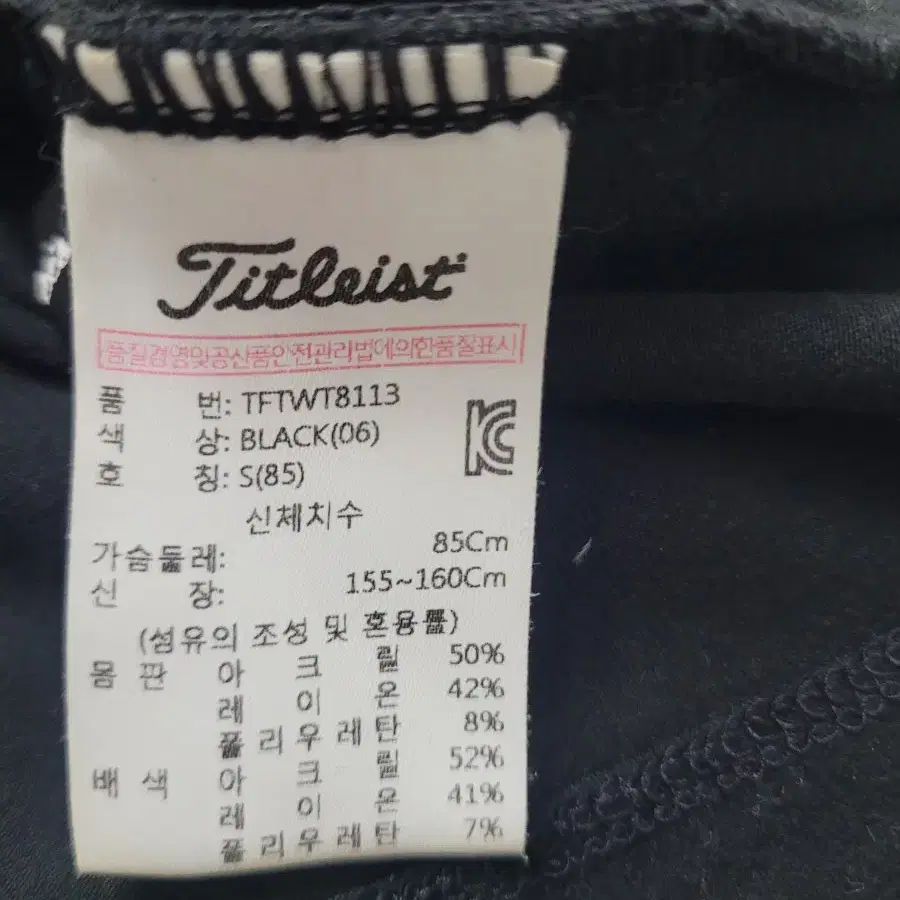 Titleist
품질경영및공산품안전관리법에의한품질표시
품 번: TFTWT8113
색 상: BLACK(06)
호 칭: S(85)
신체치수
가슴둘레: 85Cm
신 장: 155~160Cm
(섬유의 조성 및 혼용률)
몸 판 아 크 릴 50%
레 이 온 42%
폴 리 우 레 탄 8%
배 색 아 크 릴 52%
레 이 온 41%
폴 리 우 레 탄 7%